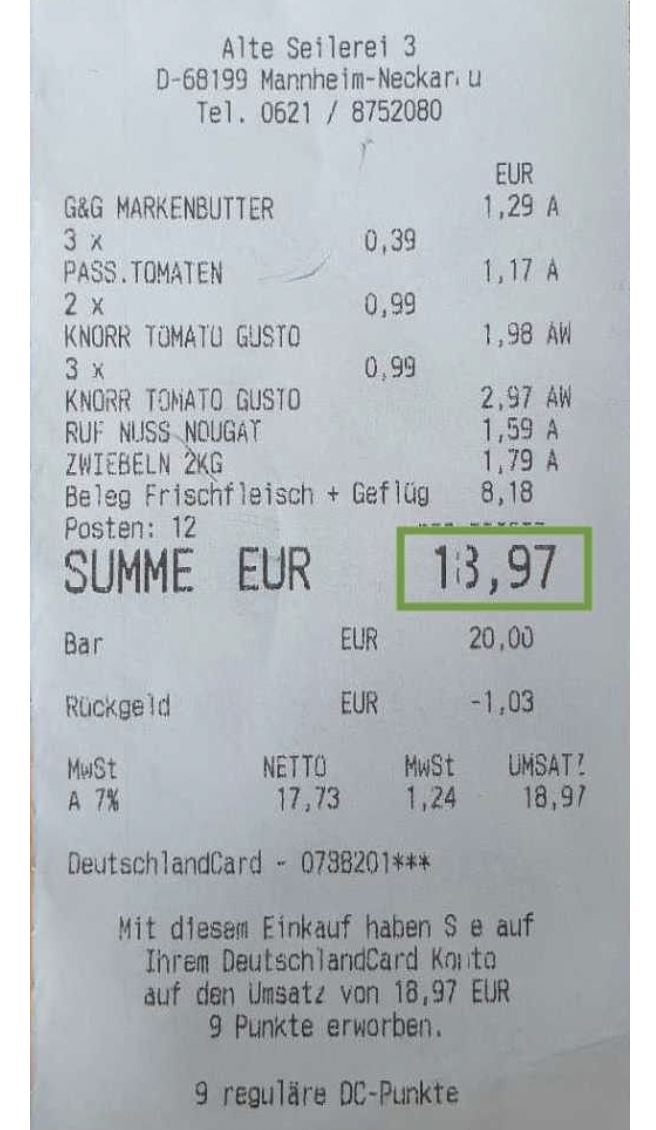 Alte Seilerei 3
D-68199 Mannheim-Neckarau
Tel. 0621 / 8752080
EUR
G&G MARKENBUTTER 1,29 A
3 x 0,39
PASS.TOMATEN 1,17 A
2 x 0,99
KNORR TOMATO GUSTO 1,98 AW
3 x 0,99
KNORR TOMATO GUSTO 2,97 AW
RUF NUSS NOUGAT 1,59 A
ZWIEBELN 2KG 1,79 A
Beleg Frischfleisch + Geflüg 8,18
Posten: 12
SUMME EUR 18,97
Bar EUR 20,00
Rückgeld EUR -1,03
MwSt NETTO MwSt UMSATZ
A 7% 17,73 1,24 18,97
DeutschlandCard - 0738201***
Mit diesem Einkauf haben Sie auf
Ihrem DeutschlandCard Konto
auf den Umsatz von 18,97 EUR
9 Punkte erworben.
9 reguläre DC-Punkte